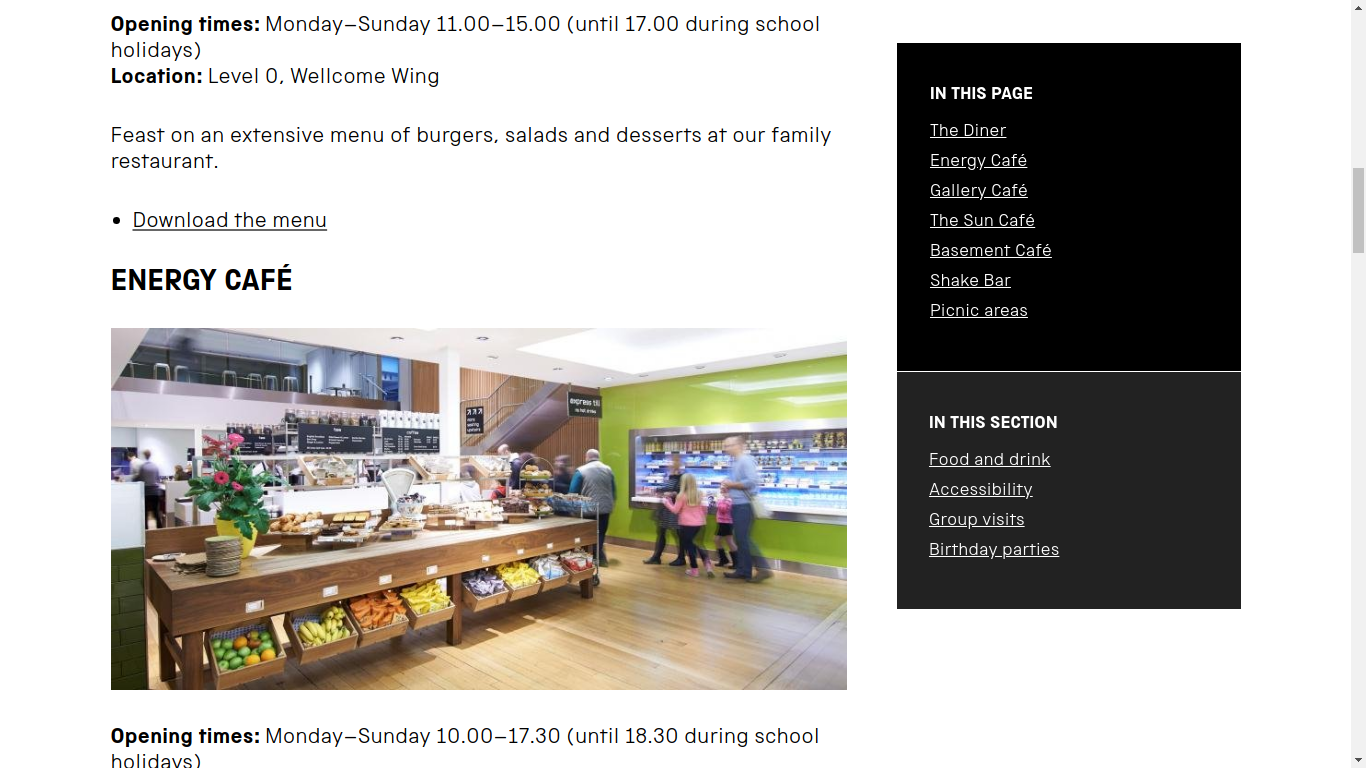 Opening times: Monday–Sunday 11.00–15.00 (until 17.00 during school
holidays)
Location: Level 0, Wellcome Wing
Feast on an extensive menu of burgers, salads and desserts at our family
restaurant.
• Download the menu
ENERGY CAFÉ
express till
Opening times: Monday–Sunday 10.00–17.30 (until 18.30 during school
holidays)
IN THIS PAGE
The Diner
Energy Café
Gallery Café
The Sun Café
Basement Café
Shake Bar
Picnic areas
IN THIS SECTION
Food and drink
Accessibility
Group visits
Birthday parties